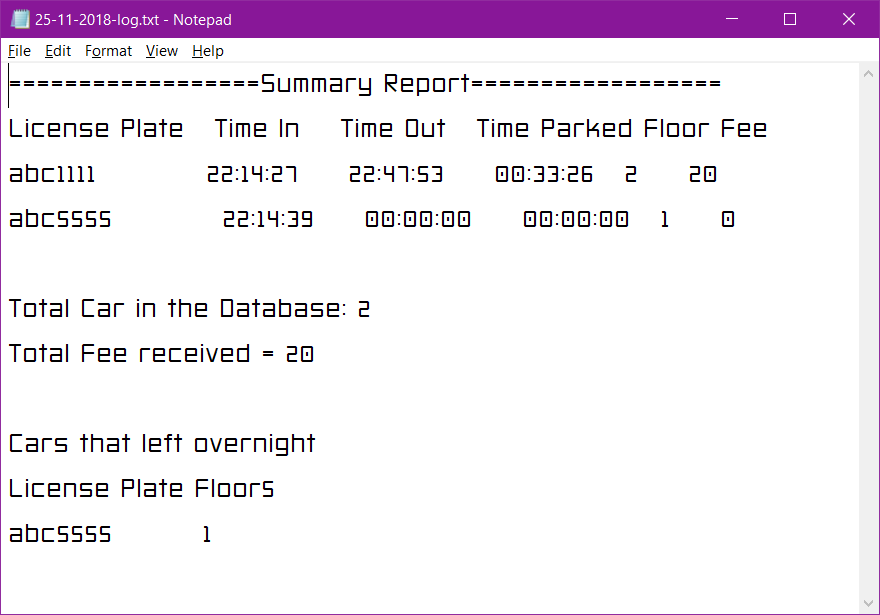 25-11-2018-log.txt - Notepad
File Edit Format View Help
==================Summary Report==================
License Plate Time In Time Out Time Parked Floor Fee
abc1111 22:14:27 22:47:53 00:33:26 2 20
abc5555 22:14:39 00:00:00 00:00:00 1 0
Total Car in the Database: 2
Total Fee received = 20
Cars that left overnight
License Plate Floors
abc5555 1